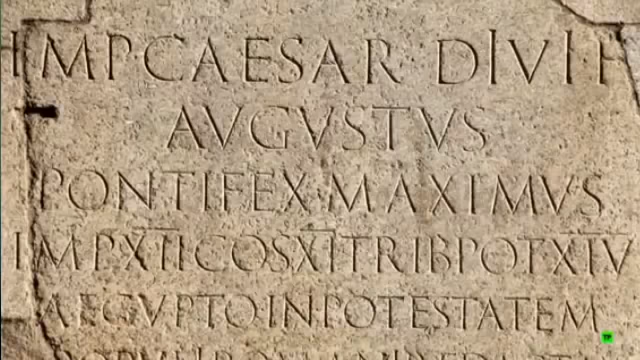 IMP CAESAR DIVI F
AVGVSTVS
PONTIFEX MAXIMVS
IMP XII COS XI TRIB POT XIV
AEGVPTO IN POTESTATEM